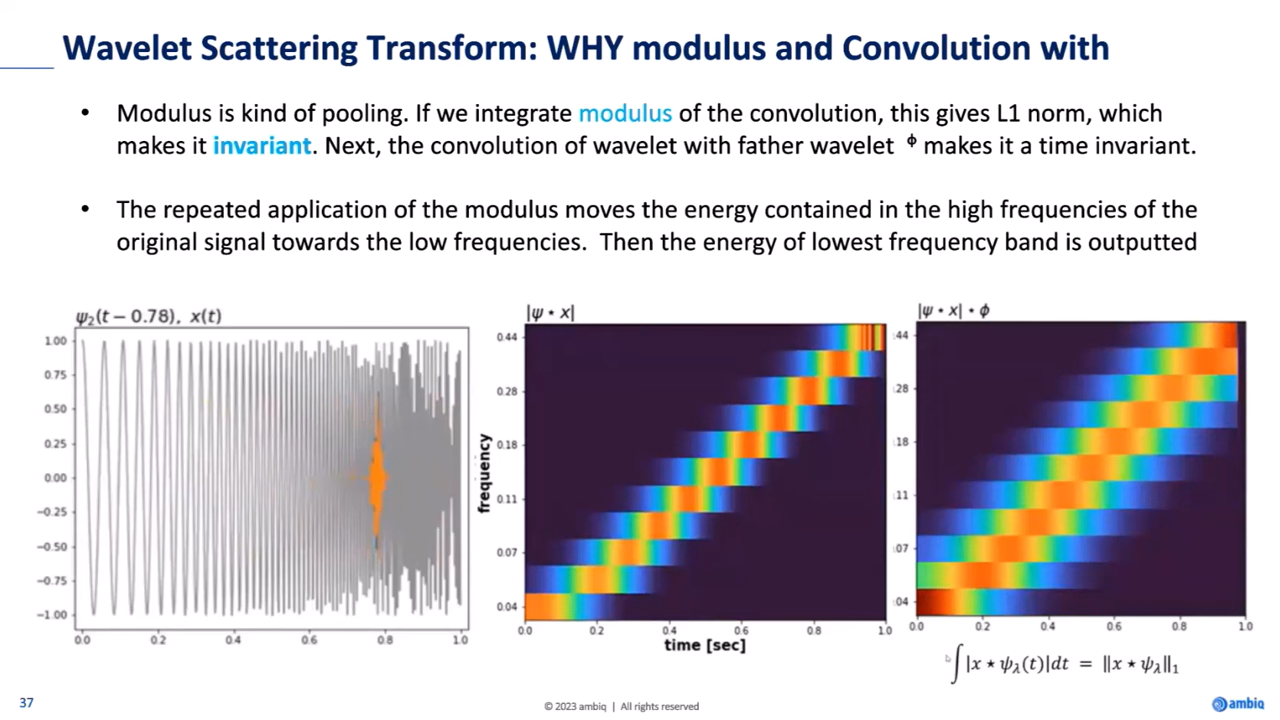 Wavelet Scattering Transform: WHY modulus and Convolution with
• Modulus is kind of pooling. If we integrate modulus of the convolution, this gives L1 norm, which
makes it invariant. Next, the convolution of wavelet with father wavelet ϕ makes it a time invariant.
• The repeated application of the modulus moves the energy contained in the high frequencies of the
original signal towards the low frequencies. Then the energy of lowest frequency band is outputted
ψ₂(t − 0.78), x(t)
1.00
0.75
0.50
0.25
0.00
−0.25
−0.50
−0.75
−1.00
0.0 0.2 0.4 0.6 0.8 1.0
|ψ ⋆ x|
frequency
0.44
0.28
0.18
0.11
0.07
0.04
0.0 0.2 0.4 0.6 0.8 1.0
time [sec]
|ψ ⋆ x| ⋆ ϕ
.44
.28
.18
.11
.07
.04
0.0 0.2 0.4 0.6 0.8 1.0
∫|x ⋆ ψλ(t)|dt = ‖x ⋆ ψλ‖₁
37
© 2023 ambiq | All rights reserved
ambiq